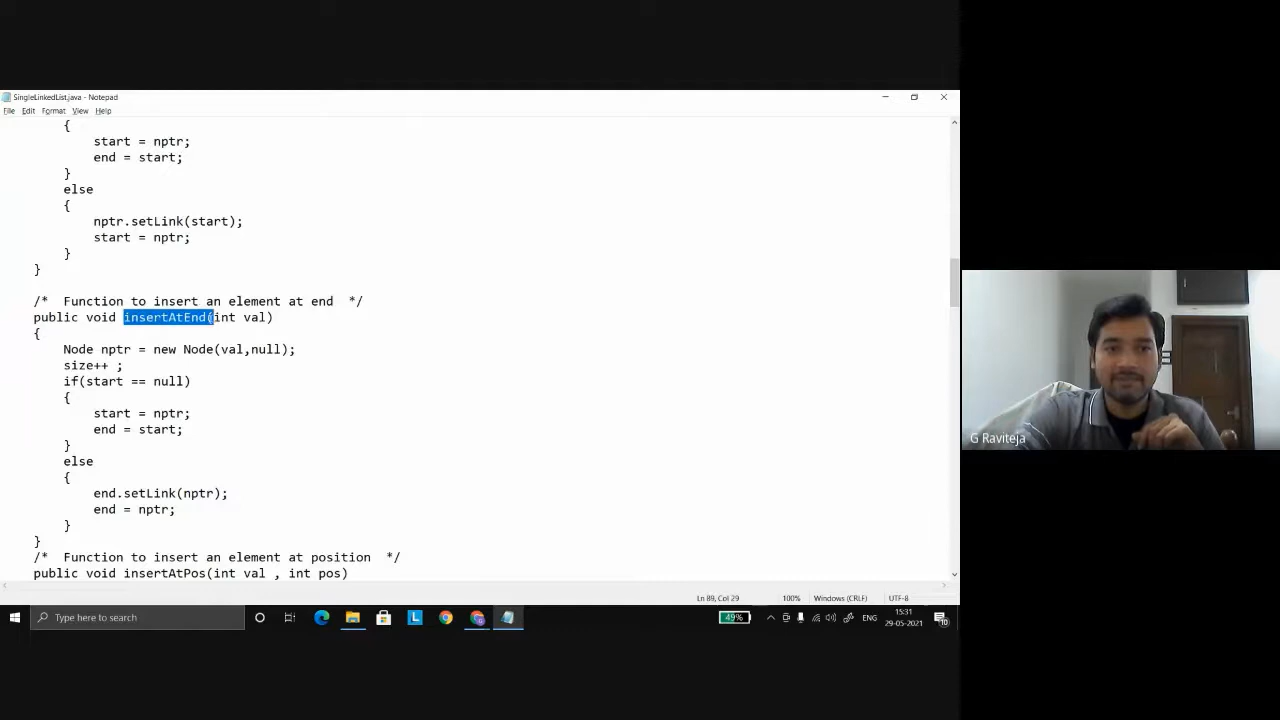 SingleLinkedList.java - Notepad
File Edit Format View Help
{
start = nptr;
end = start;
}
else
{
nptr.setLink(start);
start = nptr;
}
}
/*  Function to insert an element at end  */
public void insertAtEnd(int val)
{
Node nptr = new Node(val,null);
size++ ;
if(start == null)
{
start = nptr;
end = start;
}
else
{
end.setLink(nptr);
end = nptr;
}
}
/*  Function to insert an element at position  */
public void insertAtPos(int val , int pos)
Ln 89, Col 29 100% Windows (CRLF) UTF-8
Type here to search
L
49%
ENG
15:31
29-05-2021
10
G Raviteja